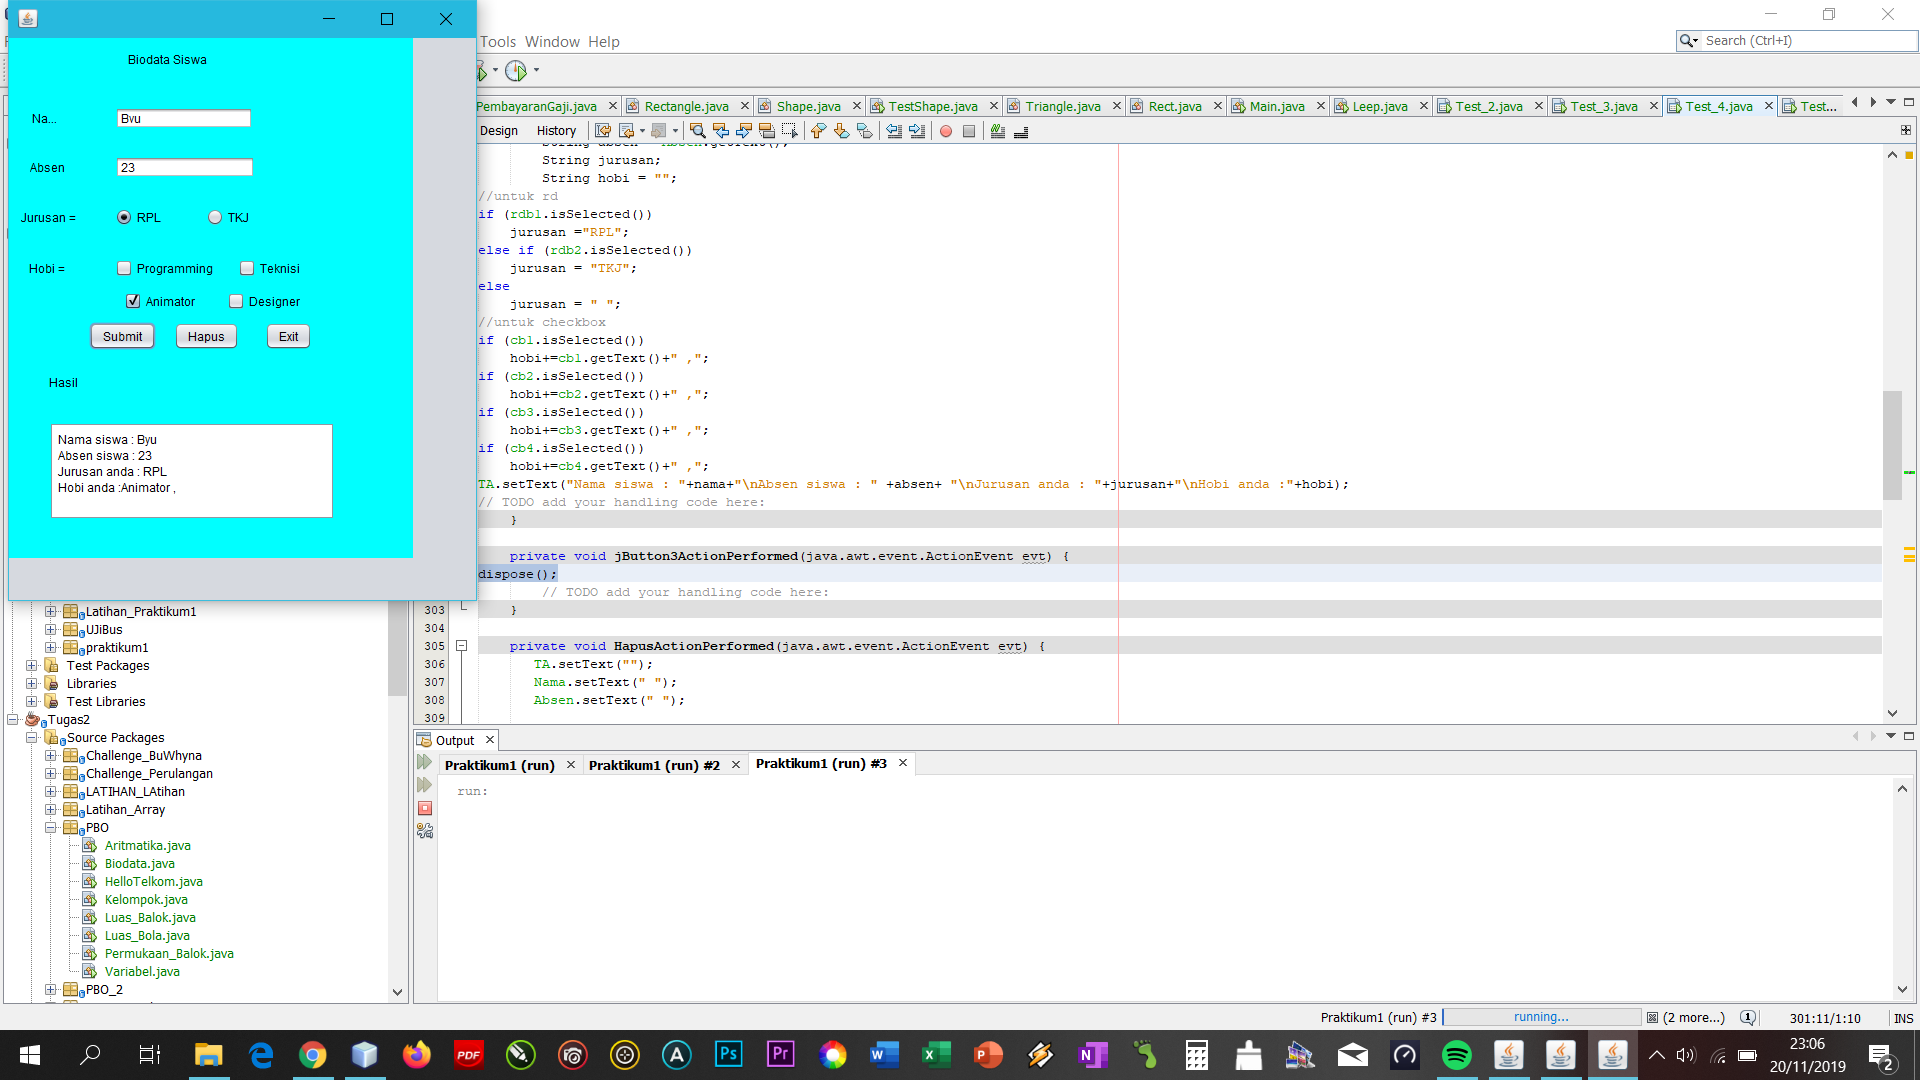 Biodata Siswa
Na...
Byu
Absen
23
Jurusan =
RPL
TKJ
Hobi =
Programming
Teknisi
Animator
Designer
Submit
Hapus
Exit
Hasil
Nama siswa : Byu
Absen siswa : 23
Jurusan anda : RPL
Hobi anda :Animator ,
Tools Window Help
Search (Ctrl+I)
PembayaranGaji.java
Rectangle.java
Shape.java
TestShape.java
Triangle.java
Rect.java
Main.java
Leep.java
Test_2.java
Test_3.java
Test_4.java
Test...
Design
History
String jurusan;
String hobi = "";
//untuk rd
if (rdb1.isSelected())
jurusan ="RPL";
else if (rdb2.isSelected())
jurusan = "TKJ";
else
jurusan = " ";
//untuk checkbox
if (cb1.isSelected())
hobi+=cb1.getText()+" ,";
if (cb2.isSelected())
hobi+=cb2.getText()+" ,";
if (cb3.isSelected())
hobi+=cb3.getText()+" ,";
if (cb4.isSelected())
hobi+=cb4.getText()+" ,";
TA.setText("Nama siswa : "+nama+"\nAbsen siswa : " +absen+ "\nJurusan anda : "+jurusan+"\nHobi anda :"+hobi);
// TODO add your handling code here:
}
private void jButton3ActionPerformed(java.awt.event.ActionEvent evt) {
dispose();
// TODO add your handling code here:
303 }
304
305 private void HapusActionPerformed(java.awt.event.ActionEvent evt) {
306 TA.setText("");
307 Nama.setText(" ");
308 Absen.setText(" ");
309
Latihan_Praktikum1
UJiBus
praktikum1
Test Packages
Libraries
Test Libraries
Tugas2
Source Packages
Challenge_BuWhyna
Challenge_Perulangan
LATIHAN_LAtihan
Latihan_Array
PBO
Aritmatika.java
Biodata.java
HelloTelkom.java
Kelompok.java
Luas_Balok.java
Luas_Bola.java
Permukaan_Balok.java
Variabel.java
PBO_2
Output
Praktikum1 (run)
Praktikum1 (run) #2
Praktikum1 (run) #3
run:
Praktikum1 (run) #3
running...
(2 more...)
1
301:11/1:10
INS
PDF
Ps
Pr
23:06
20/11/2019
2